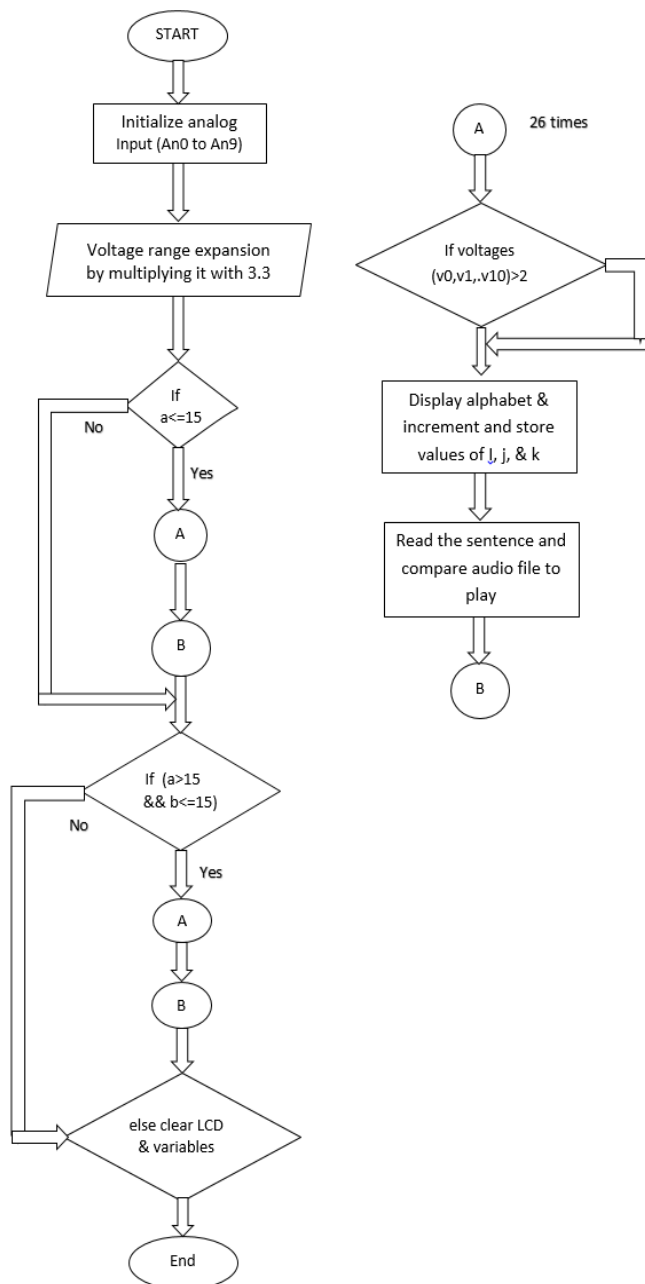 START
Initialize analog
Input (An0 to An9)
Voltage range expansion
by multiplying it with 3.3
If
a<=15
No
Yes
A
B
If (a>15
&& b<=15)
No
Yes
A
B
else clear LCD
& variables
End
A
26 times
If voltages
(v0,v1,.v10)>2
Display alphabet &
increment and store
values of I, j, & k
Read the sentence and
compare audio file to
play
B